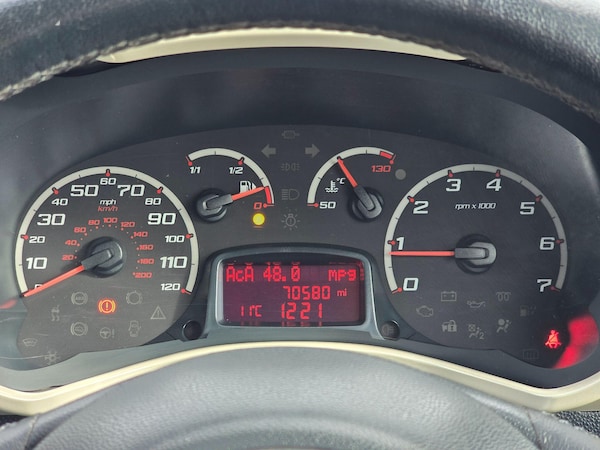 60
50 70
40 80
30 mph 90
20 km/h 100
10 110
0 120
20 40 60 80 100 120 140 160 180 200
1/1 1/2 0
50 °C 130
4
3 5
2 rpm x 1000 6
1
0 7
AcA 48.0 MPg
70580 mi
1221